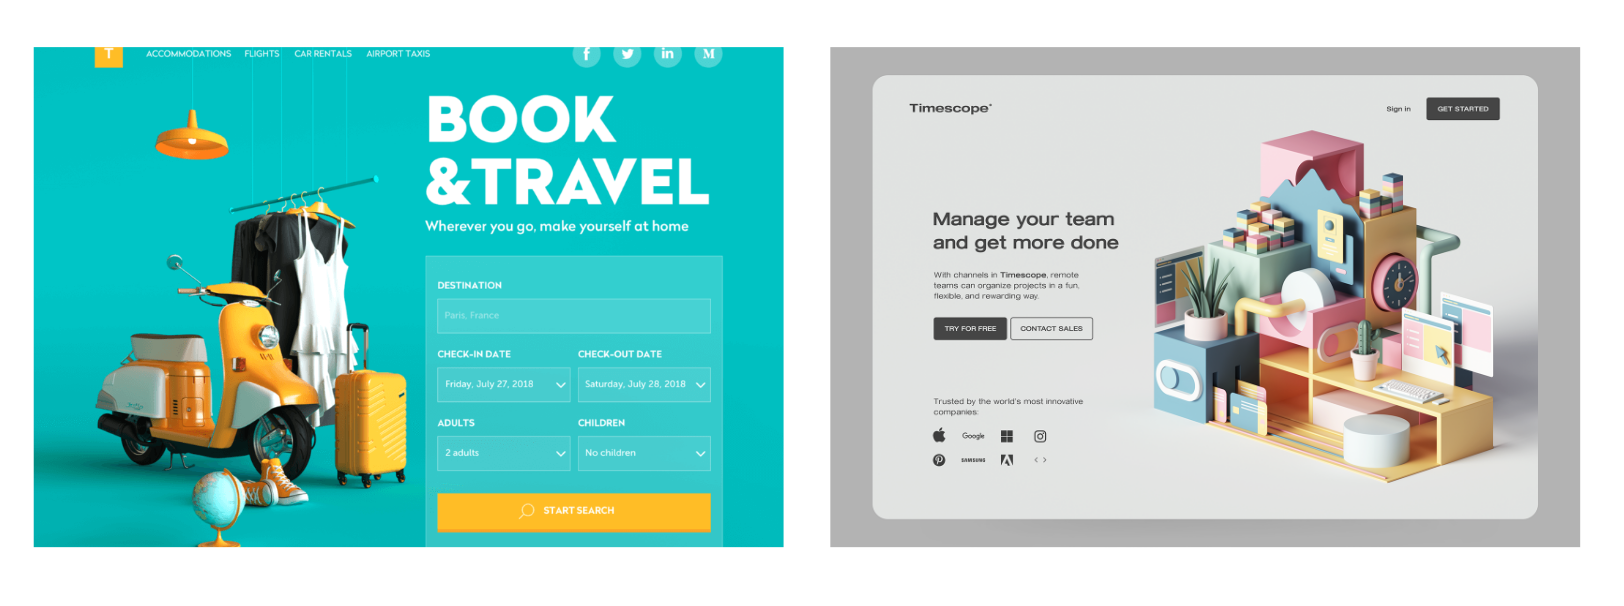 T
ACCOMMODATIONS FLIGHTS CAR RENTALS AIRPORT TAXIS
f in M
BOOK
&TRAVEL
Wherever you go, make yourself at home
DESTINATION
Paris, France
CHECK-IN DATE CHECK-OUT DATE
Friday, July 27, 2018 Saturday, July 28, 2018
ADULTS CHILDREN
2 adults No children
START SEARCH
Timescope
Sign in GET STARTED
Manage your team
and get more done
With channels in Timescope, remote
teams can organize projects in a fun,
flexible, and rewarding way.
TRY FOR FREE CONTACT SALES
Trusted by the world's most innovative
companies:
Google
SAMSUNG